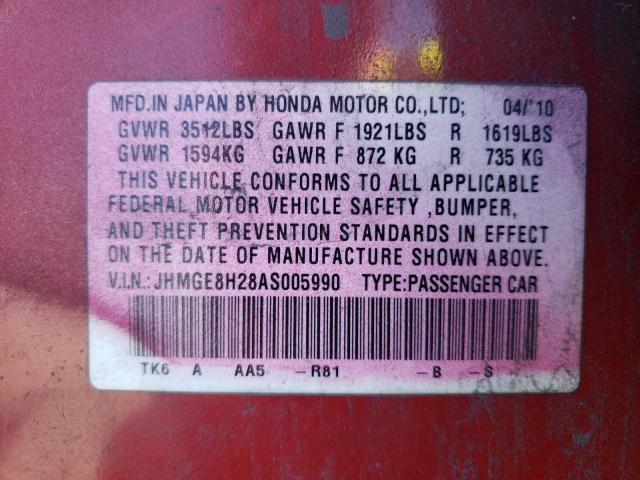 MFD.IN JAPAN BY HONDA MOTOR CO.,LTD; 04/'10
GVWR 3512LBS GAWR F 1921LBS R 1619LBS
GVWR 1594KG GAWR F 872 KG R 735 KG
THIS VEHICLE CONFORMS TO ALL APPLICABLE
FEDERAL MOTOR VEHICLE SAFETY ,BUMPER,
AND THEFT PREVENTION STANDARDS IN EFFECT
ON THE DATE OF MANUFACTURE SHOWN ABOVE.
V.I.N.:JHMGE8H28AS005990 TYPE:PASSENGER CAR
TK6 A AA5 -R81 -B -S